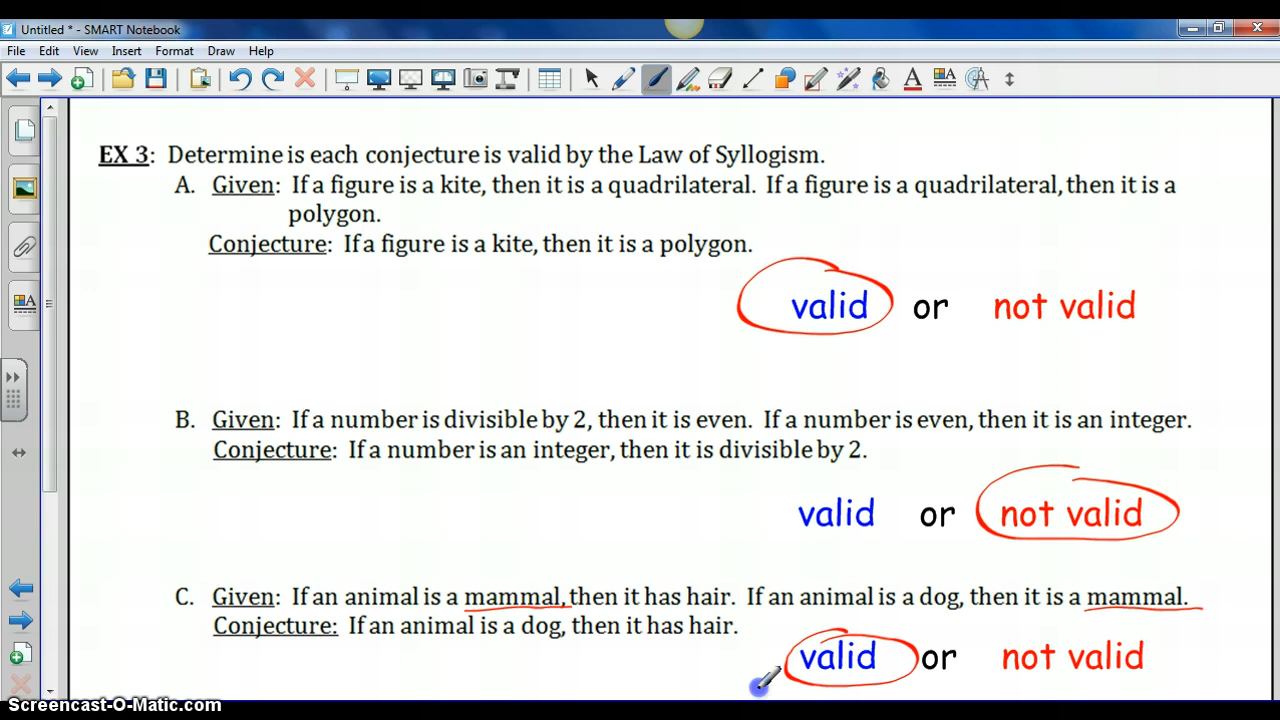 Untitled * - SMART Notebook
File Edit View Insert Format Draw Help
EX 3: Determine is each conjecture is valid by the Law of Syllogism.
A. Given: If a figure is a kite, then it is a quadrilateral. If a figure is a quadrilateral, then it is a
polygon.
Conjecture: If a figure is a kite, then it is a polygon.
valid or not valid
B. Given: If a number is divisible by 2, then it is even. If a number is even, then it is an integer.
Conjecture: If a number is an integer, then it is divisible by 2.
valid or not valid
C. Given: If an animal is a mammal, then it has hair. If an animal is a dog, then it is a mammal.
Conjecture: If an animal is a dog, then it has hair.
valid or not valid
Screencast-O-Matic.com